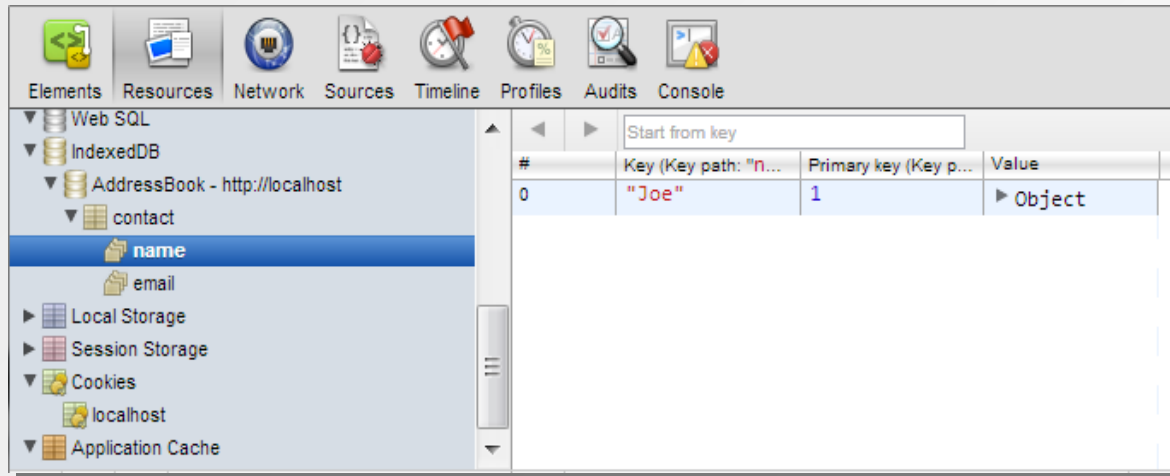 Elements Resources Network Sources Timeline Profiles Audits Console
Web SQL
IndexedDB
AddressBook - http://localhost
contact
name
email
Local Storage
Session Storage
Cookies
localhost
Application Cache
Start from key
# Key (Key path: "n... Primary key (Key p... Value
0 "Joe" 1 Object